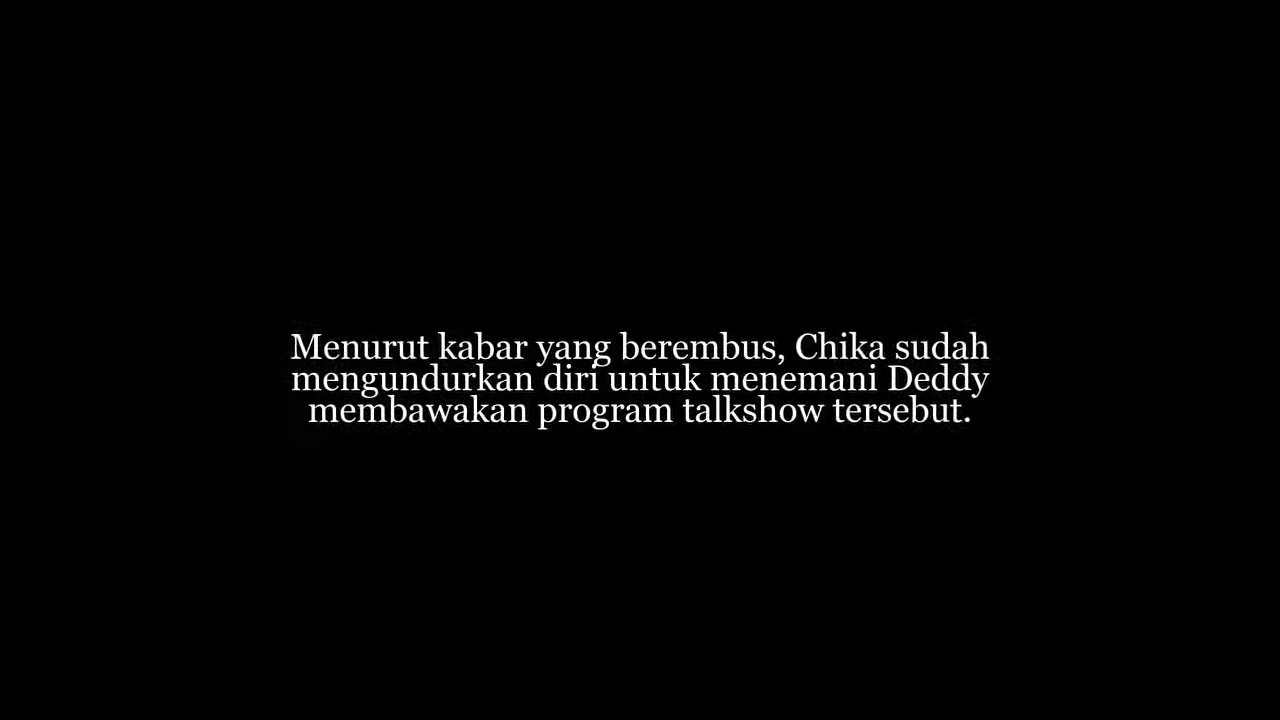 Menurut kabar yang berembus, Chika sudah
mengundurkan diri untuk menemani Deddy
membawakan program talkshow tersebut.